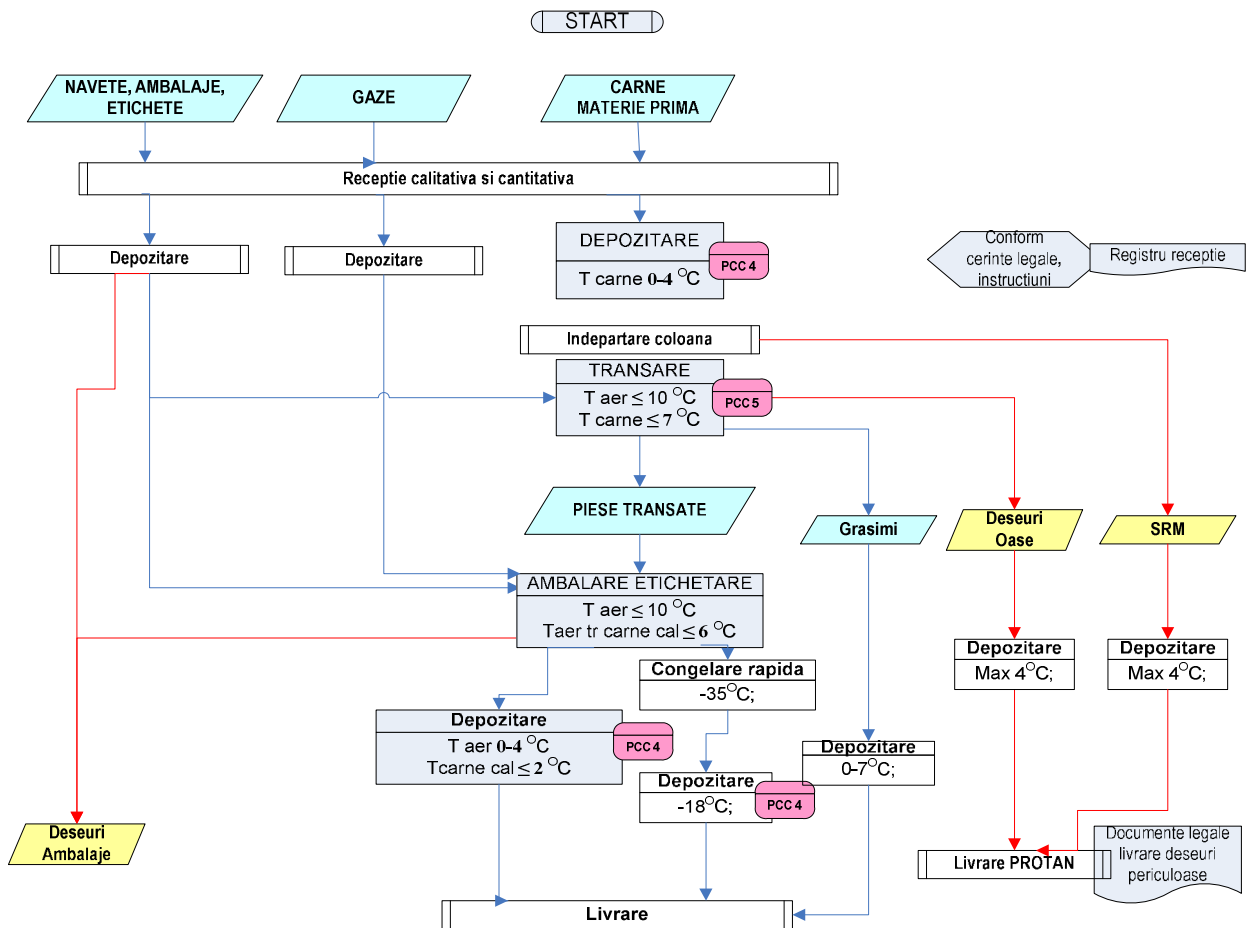 START
NAVETE, AMBALAJE,
ETICHETE
GAZE
CARNE
MATERIE PRIMA
Receptie calitativa si cantitativa
Depozitare
Depozitare
DEPOZITARE
T carne 0-4 °C
PCC 4
Conform
cerinte legale,
instructiuni
Registru receptie
Indepartare coloana
TRANSARE
T aer ≤ 10 °C
T carne ≤ 7 °C
PCC 5
PIESE TRANSATE
Grasimi
Deseuri
Oase
SRM
AMBALARE ETICHETARE
T aer ≤ 10 °C
Taer tr carne cal ≤ 6 °C
Congelare rapida
-35°C;
Depozitare
Max 4°C;
Depozitare
Max 4°C;
Depozitare
T aer 0-4 °C
Tcarne cal ≤ 2 °C
PCC 4
Depozitare
-18°C;
PCC 4
Depozitare
0-7°C;
Deseuri
Ambalaje
Livrare PROTAN
Documente legale
livrare deseuri
periculoase
Livrare